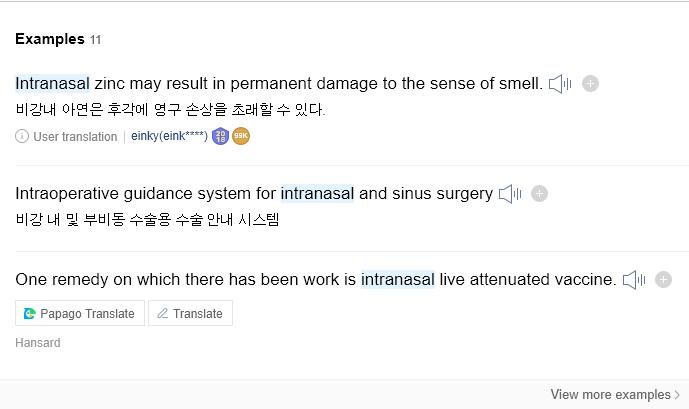 Examples 11
Intranasal zinc may result in permanent damage to the sense of smell.
비강내 아연은 후각에 영구 손상을 초래할 수 있다.
User translation | einky(eink****) 2018 99K
Intraoperative guidance system for intranasal and sinus surgery
비강 내 및 부비동 수술용 수술 안내 시스템
One remedy on which there has been work is intranasal live attenuated vaccine.
Papago Translate Translate
Hansard
View more examples